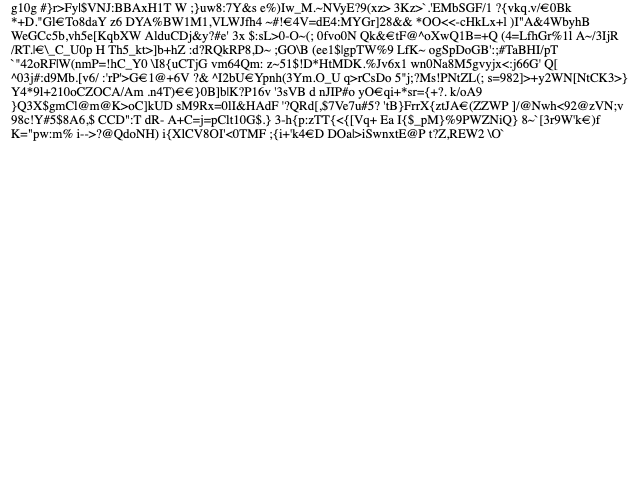 g10g #}r>Fy|$VNJ:BBAxH1T W ;}uw8:7Y&s e%)Iw_M.~NVyE?9(xz> 3Kz>`.'EMbSGF/1 ?{vkq.v/€0Bk
*+D."Gl€To8daY z6 DYA%BW1M1,VLWJfh4 ~#!€4V=dE4:MYGr]28&& *OO<<-cHkLx+l )I"A&4WbyhB
WeGCc5b,vh5e[KqbXW AlduCDj&y?#e' 3x $:sL>0-O~(; 0fvo0N Qk&€tF@^oXwQ1B=+Q (4=LfhGr%1l A~/3IjR
/RT.l€\_C_U0p H Th5_kt>]b+hZ :d?RQkRP8,D~ ;GO\B (ee1$lgpTW%9 LfK~ ogSpDoGB':;#TaBHI/pT
`"42oRF|W(nmP=!hC_Y0 \I8{uCTjG vm64Qm: z~51$!D*HtMDK.%Jv6x1 wn0Na8M5gvyjx<:j66G' Q[
^03j#:d9Mb.[v6/ :'rP'>G€1@+6V ?& ^I2bU€Ypnh(3Ym.O_U q>rCsDo 5"j;?Ms!PNtZL(; s=982]>+y2WN[NtCK3>}
Y4*9l+210oCZOCA/Am .n4T)€€}0B]b|K?P16v '3sVB d nJIP#o yO€qi+*sr={+?. k/oA9
}Q3X$gmCl@m@K>oC]kUD sM9Rx=0lI&HAdF '?QRd[,$7Ve7u#5? 'tB}FrrX{ztJA€(ZZWP ]/@Nwh<92@zVN;v
98c!Y#5$8A6,$ CCD":T dR- A+C=j=pClt10G$.} 3-h{p:zTT{<{[Vq+ Ea I{$_pM}%9PWZNiQ} 8~`[3r9W'k€)f
K="pw:m% i-->?@QdoNH) i{XlCV8OI'<0TMF ;{i+'k4€D DOal>iSwnxtE@P t?Z,REW2 \O`